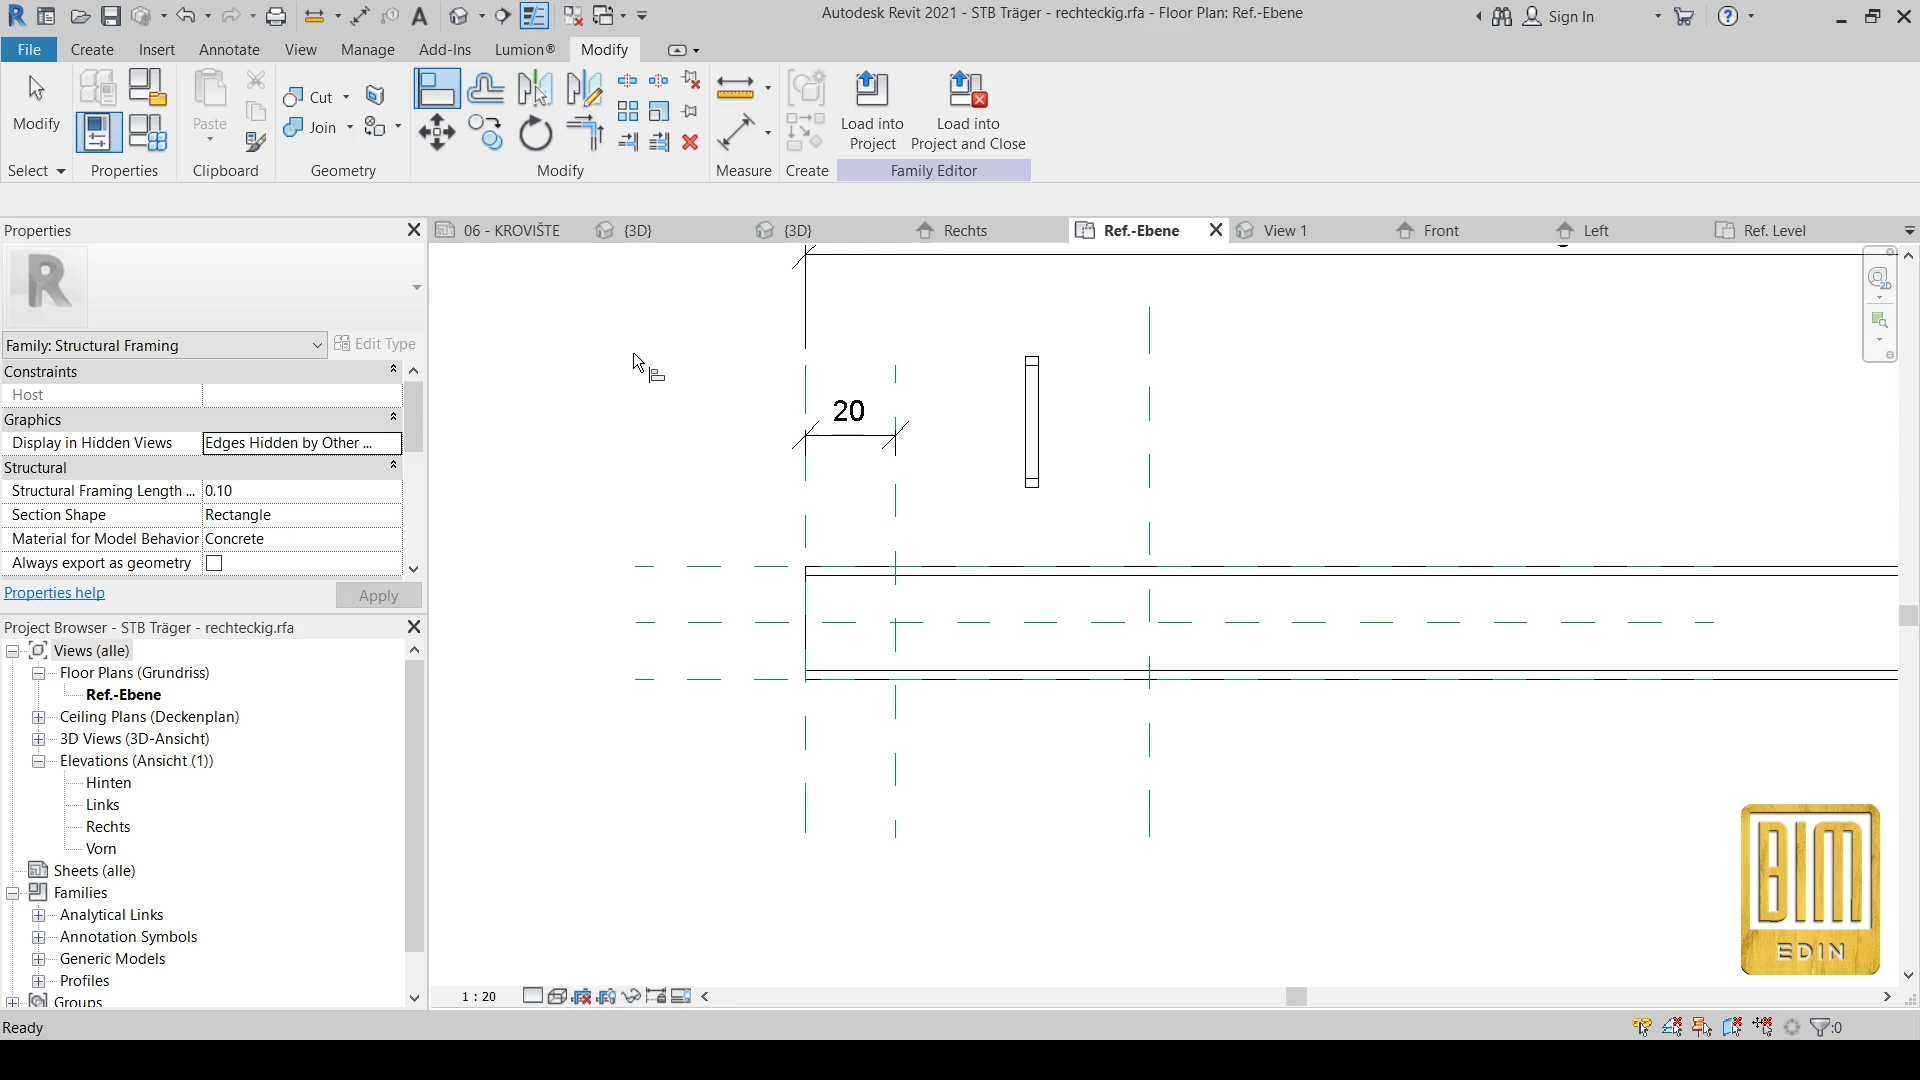 Autodesk Revit 2021 - STB Träger - rechteckig.rfa - Floor Plan: Ref.-Ebene
Sign In
File Create Insert Annotate View Manage Add-Ins Lumion® Modify
Modify
Paste
Cut
Join
Load into Project
Load into Project and Close
Select Properties Clipboard Geometry Modify Measure Create Family Editor
Properties
06 - KROVIŠTE {3D} {3D} Rechts Ref.-Ebene View 1 Front Left Ref. Level
Family: Structural Framing
Edit Type
Constraints
Host
Graphics
Display in Hidden Views Edges Hidden by Other ...
Structural
Structural Framing Length ... 0.10
Section Shape Rectangle
Material for Model Behavior Concrete
Always export as geometry
Properties help
Apply
Project Browser - STB Träger - rechteckig.rfa
Views (alle)
Floor Plans (Grundriss)
Ref.-Ebene
Ceiling Plans (Deckenplan)
3D Views (3D-Ansicht)
Elevations (Ansicht (1))
Hinten
Links
Rechts
Vorn
Sheets (alle)
Families
Analytical Links
Annotation Symbols
Generic Models
Profiles
Groups
20
2D
BIM
EDIN
1 : 20
Ready
:0